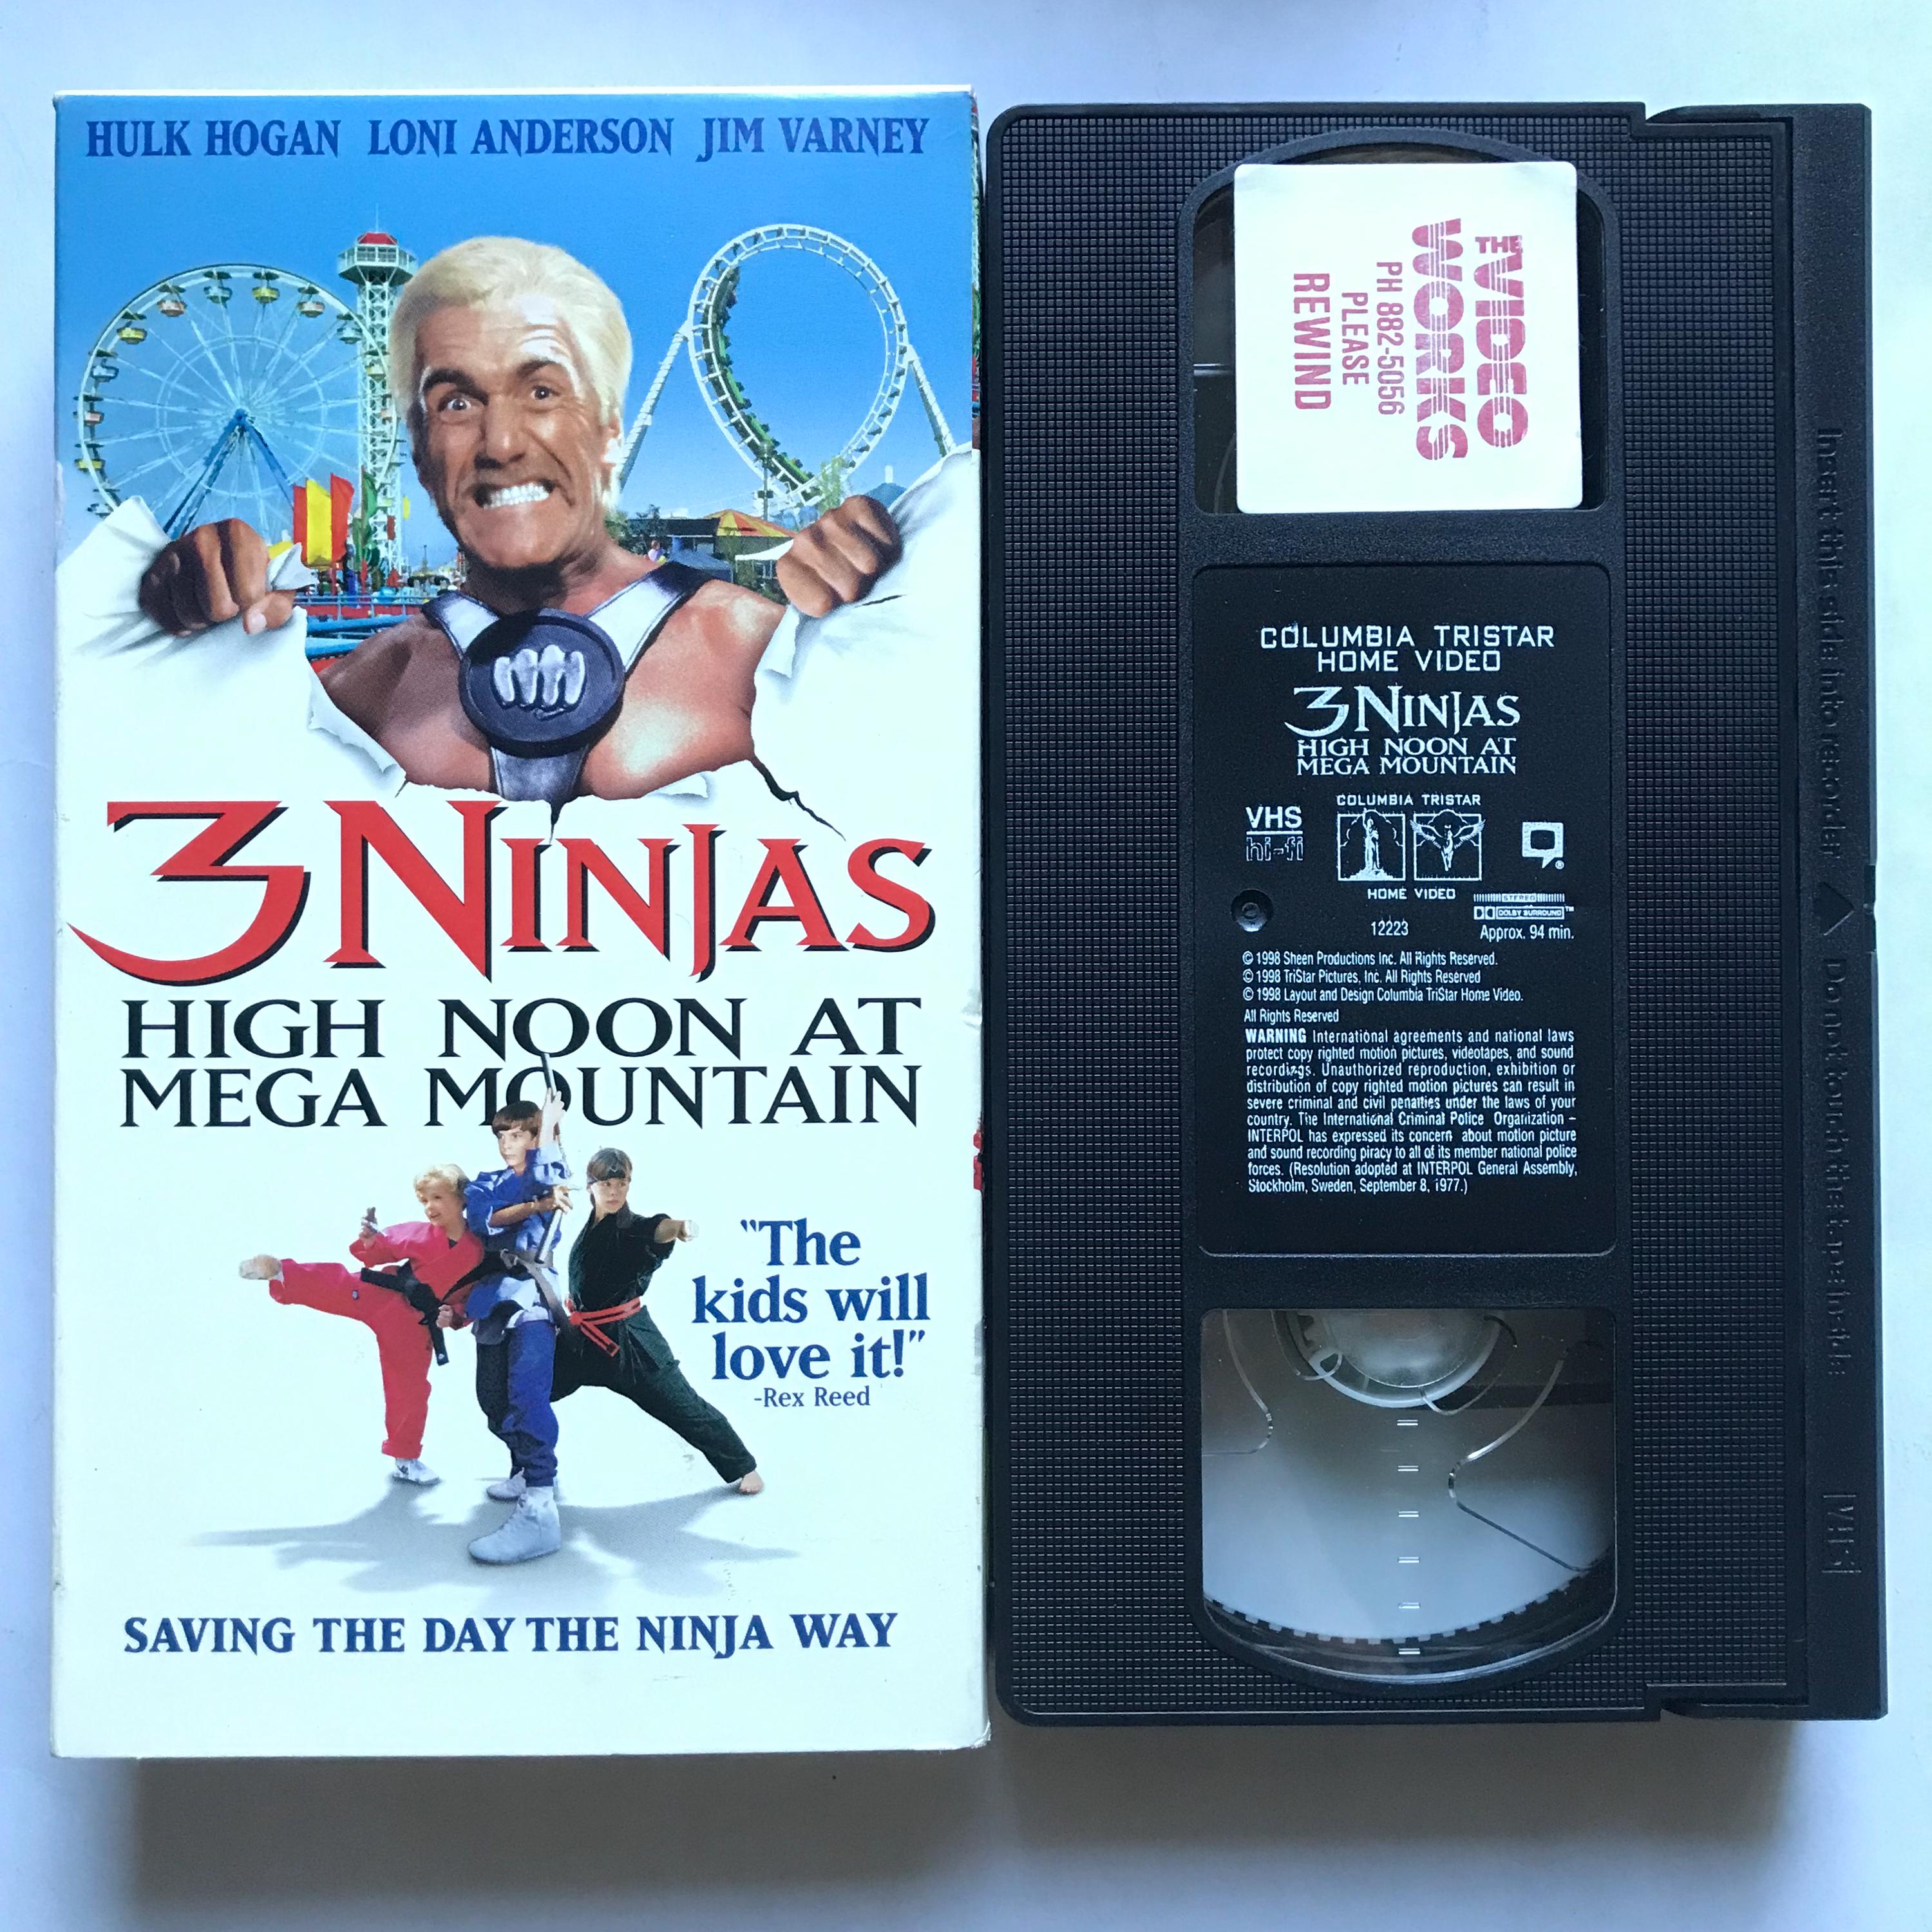 HULK HOGAN LONI ANDERSON JIM VARNEY
3 NINJAS
HIGH NOON AT
MEGA MOUNTAIN
"The
kids will
love it!"
-Rex Reed
SAVING THE DAY THE NINJA WAY
THE VIDEO
WORKS
PH 882-5056
PLEASE
REWIND
COLUMBIA TRISTAR
HOME VIDEO
3 NINJAS
HIGH NOON AT
MEGA MOUNTAIN
VHS
hi-fi
COLUMBIA TRISTAR
HOME VIDEO
®
STEREO
DOLBY SURROUND™
12223
Approx. 94 min.
© 1998 Sheen Productions Inc. All Rights Reserved.
© 1998 TriStar Pictures, Inc. All Rights Reserved
© 1998 Layout and Design Columbia TriStar Home Video.
All Rights Reserved
WARNING International agreements and national laws
protect copy righted motion pictures, videotapes, and sound
recordings. Unauthorized reproduction, exhibition or
distribution of copy righted motion pictures can result in
severe criminal and civil penalties under the laws of your
country. The International Criminal Police Organization –
INTERPOL has expressed its concern about motion picture
and sound recording piracy to all of its member national police
forces. (Resolution adopted at INTERPOL General Assembly,
Stockholm, Sweden, September 8, 1977.)
Insert this side into recorder
Do not touch the tape inside
VHS